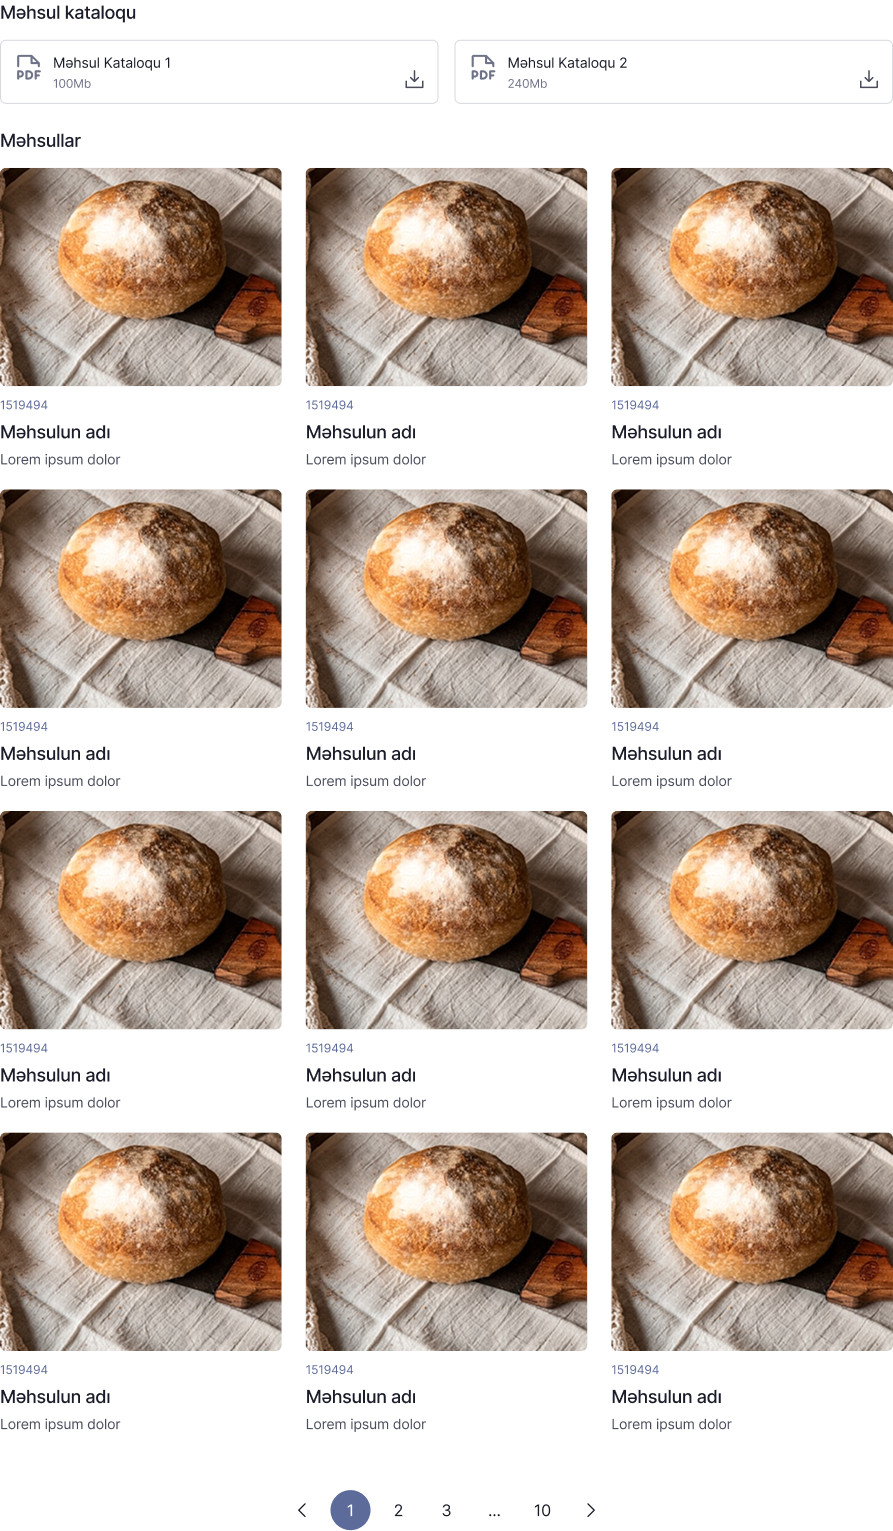 Məhsul kataloqu
PDF Məhsul Kataloqu 1
100Mb
PDF Məhsul Kataloqu 2
240Mb
Məhsullar
1519494
Məhsulun adı
Lorem ipsum dolor
1519494
Məhsulun adı
Lorem ipsum dolor
1519494
Məhsulun adı
Lorem ipsum dolor
1519494
Məhsulun adı
Lorem ipsum dolor
1519494
Məhsulun adı
Lorem ipsum dolor
1519494
Məhsulun adı
Lorem ipsum dolor
1519494
Məhsulun adı
Lorem ipsum dolor
1519494
Məhsulun adı
Lorem ipsum dolor
1519494
Məhsulun adı
Lorem ipsum dolor
1519494
Məhsulun adı
Lorem ipsum dolor
1519494
Məhsulun adı
Lorem ipsum dolor
1519494
Məhsulun adı
Lorem ipsum dolor
1 2 3 ... 10